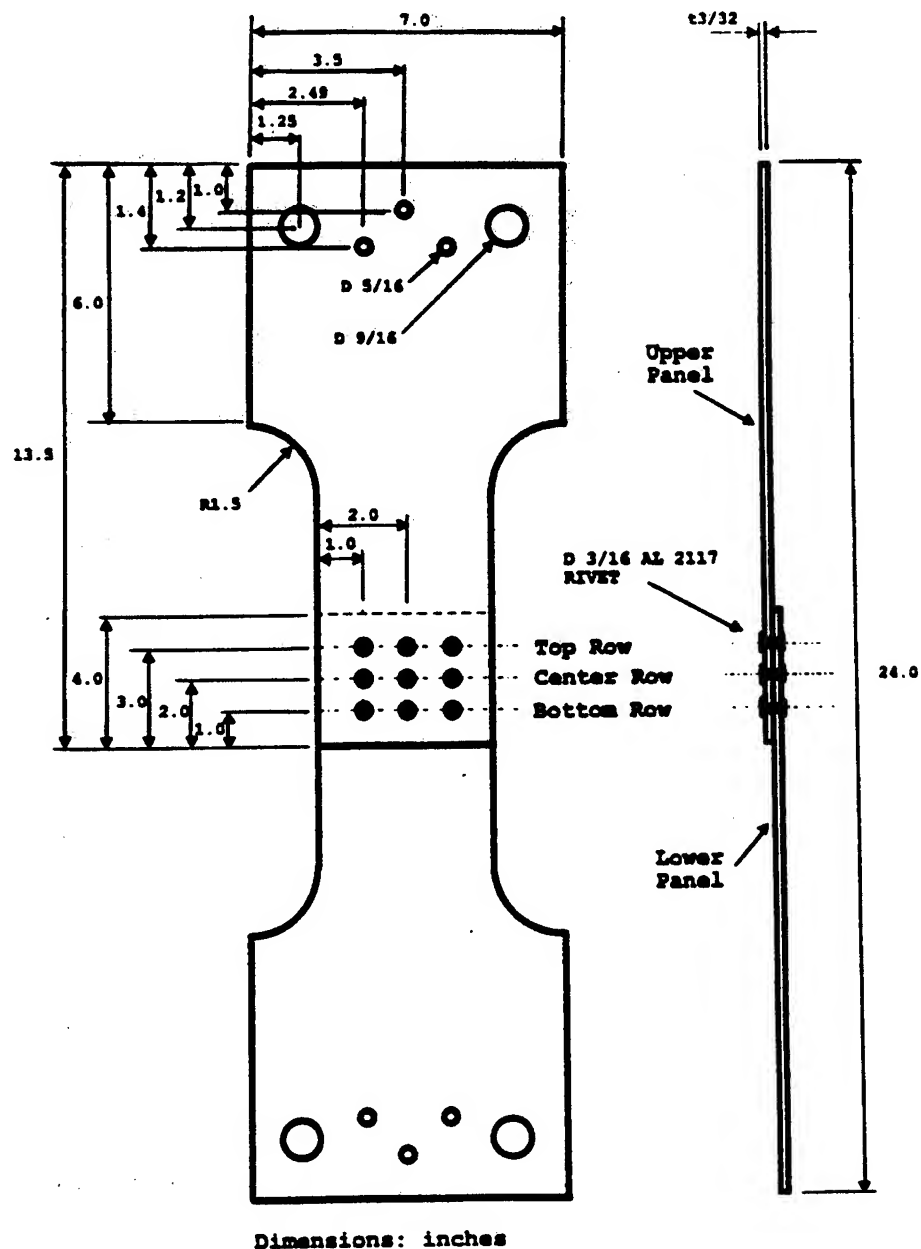 7.0
t3/32
3.5
2.49
1.25
1.0
1.2
1.4
6.0
D 5/16
D 9/16
Upper
Panel
13.5
R1.5
2.0
1.0
D 3/16 AL 2117
RIVET
Top Row
4.0
Center Row
3.0
24.0
2.0
Bottom Row
1.0
Lower
Panel
Dimensions: inches